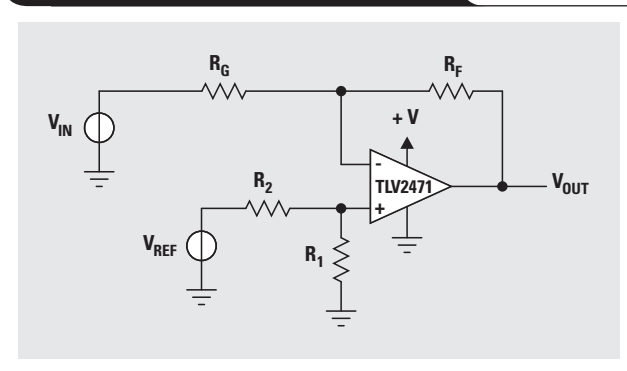 R_G
R_F
V_IN
+ V
-
TLV2471
V_OUT
R_2
+
V_REF
R_1